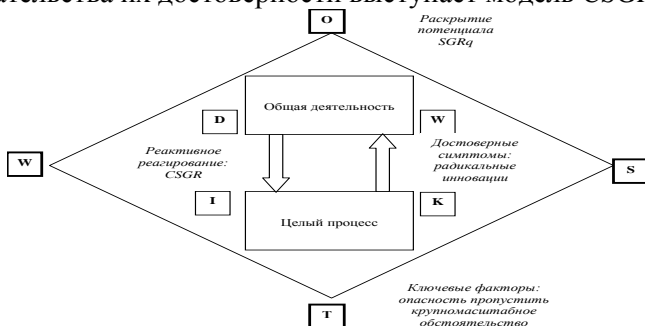 ательства их достоверности выступает модель CSGR
O
Раскрытие
потенциала
SGRq
Общая деятельность
D
W
Реактивное
реагирование:
CSGR
Достоверные
симптомы:
радикальные
инновации
W
S
I
K
Целый процесс
Ключевые факторы:
опасность пропустить
крупномасштабное
обстоятельство
T